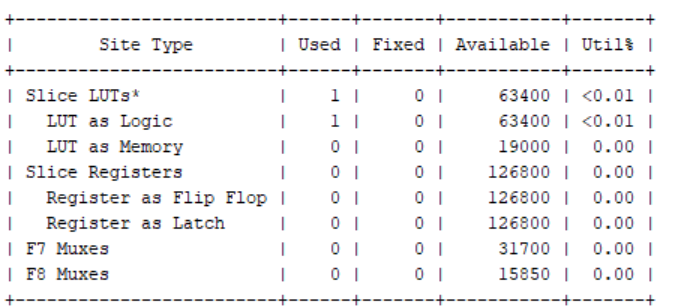 +-------------------------+------+-------+-----------+-------+
|        Site Type        | Used | Fixed | Available | Util% |
+-------------------------+------+-------+-----------+-------+
| Slice LUTs*             |    1 |     0 |     63400 | <0.01 |
|   LUT as Logic          |    1 |     0 |     63400 | <0.01 |
|   LUT as Memory         |    0 |     0 |     19000 |  0.00 |
| Slice Registers         |    0 |     0 |    126800 |  0.00 |
|   Register as Flip Flop |    0 |     0 |    126800 |  0.00 |
|   Register as Latch     |    0 |     0 |    126800 |  0.00 |
| F7 Muxes                |    0 |     0 |     31700 |  0.00 |
| F8 Muxes                |    0 |     0 |     15850 |  0.00 |
+-------------------------+------+-------+-----------+-------+